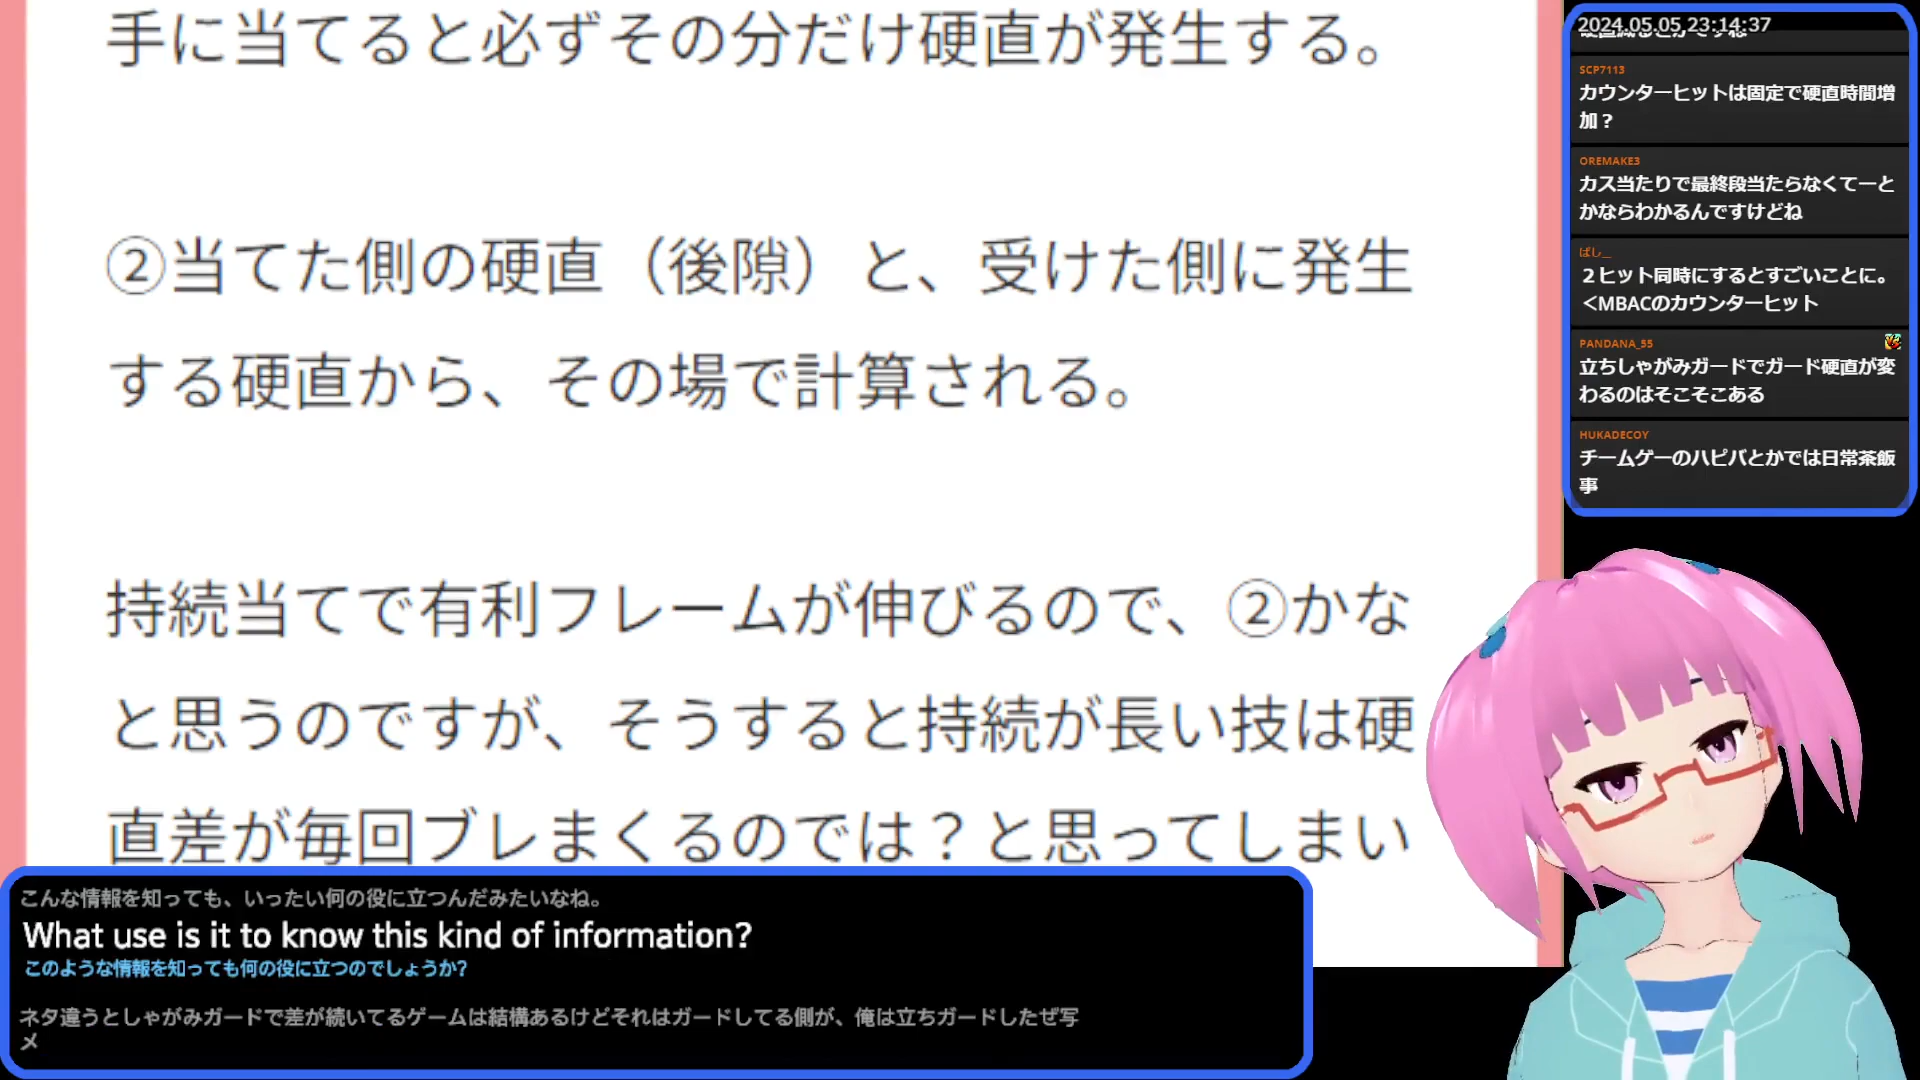 手に当てると必ずその分だけ硬直が発生する。
②当てた側の硬直（後隙）と、受けた側に発生
する硬直から、その場で計算される。
持続当てで有利フレームが伸びるので、②かな
と思うのですが、そうすると持続が長い技は硬
直差が毎回ブレまくるのでは？と思ってしまい
2024.05.05,23:14:37
SCP7113
カウンターヒットは固定で硬直時間増
加？
OREMAKE3
カス当たりで最終段当たらなくてーと
かならわかるんですけどね
ぱし__
２ヒット同時にするとすごいことに。
＜MBACのカウンターヒット
PANDANA_55
立ちしゃがみガードでガード硬直が変
わるのはそこそこある
HUKADECOY
チームゲーのハピバとかでは日常茶飯
事
こんな情報を知っても、いったい何の役に立つんだみたいなね。
What use is it to know this kind of information?
このような情報を知っても何の役に立つのでしょうか?
ネタ違うとしゃがみガードで差が続いてるゲームは結構あるけどそれはガードしてる側が、俺は立ちガードしたぜ写
メ